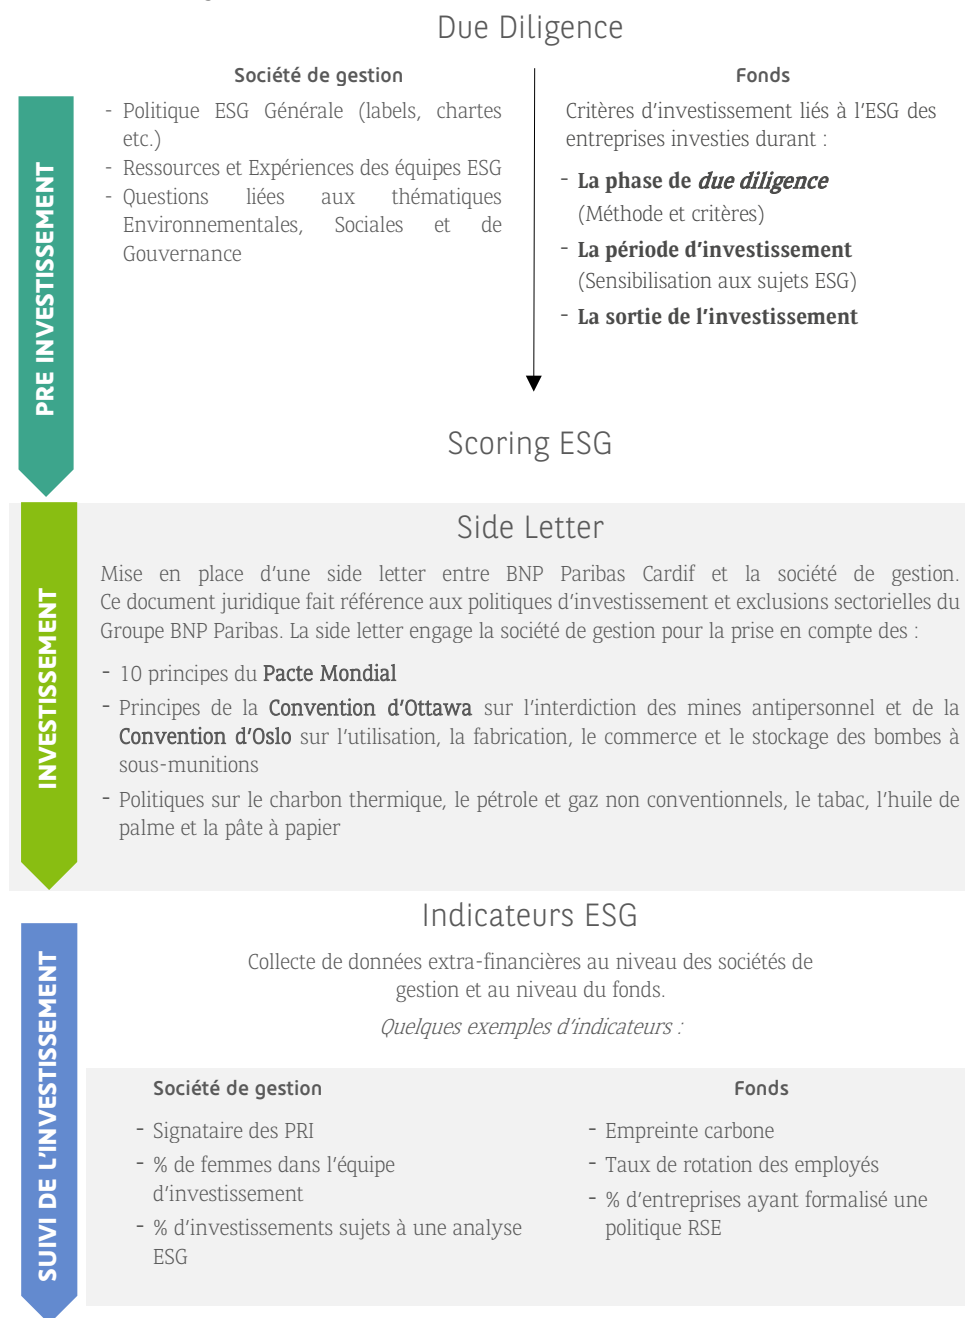 Due Diligence
PRE INVESTISSEMENT
Société de gestion
- Politique ESG Générale (labels, chartes
etc.)
- Ressources et Expériences des équipes ESG
- Questions liées aux thématiques
Environnementales, Sociales et de
Gouvernance
Fonds
Critères d’investissement liés à l’ESG des
entreprises investies durant :
- La phase de due diligence
(Méthode et critères)
- La période d’investissement
(Sensibilisation aux sujets ESG)
- La sortie de l’investissement
Scoring ESG
INVESTISSEMENT
Side Letter
Mise en place d’une side letter entre BNP Paribas Cardif et la société de gestion.
Ce document juridique fait référence aux politiques d’investissement et exclusions sectorielles du
Groupe BNP Paribas. La side letter engage la société de gestion pour la prise en compte des :
- 10 principes du Pacte Mondial
- Principes de la Convention d’Ottawa sur l’interdiction des mines antipersonnel et de la
Convention d’Oslo sur l’utilisation, la fabrication, le commerce et le stockage des bombes à
sous-munitions
- Politiques sur le charbon thermique, le pétrole et gaz non conventionnels, le tabac, l’huile de
palme et la pâte à papier
SUIVI DE L’INVESTISSEMENT
Indicateurs ESG
Collecte de données extra-financières au niveau des sociétés de
gestion et au niveau du fonds.
Quelques exemples d’indicateurs :
Société de gestion
- Signataire des PRI
- % de femmes dans l’équipe
d’investissement
- % d’investissements sujets à une analyse
ESG
Fonds
- Empreinte carbone
- Taux de rotation des employés
- % d’entreprises ayant formalisé une
politique RSE